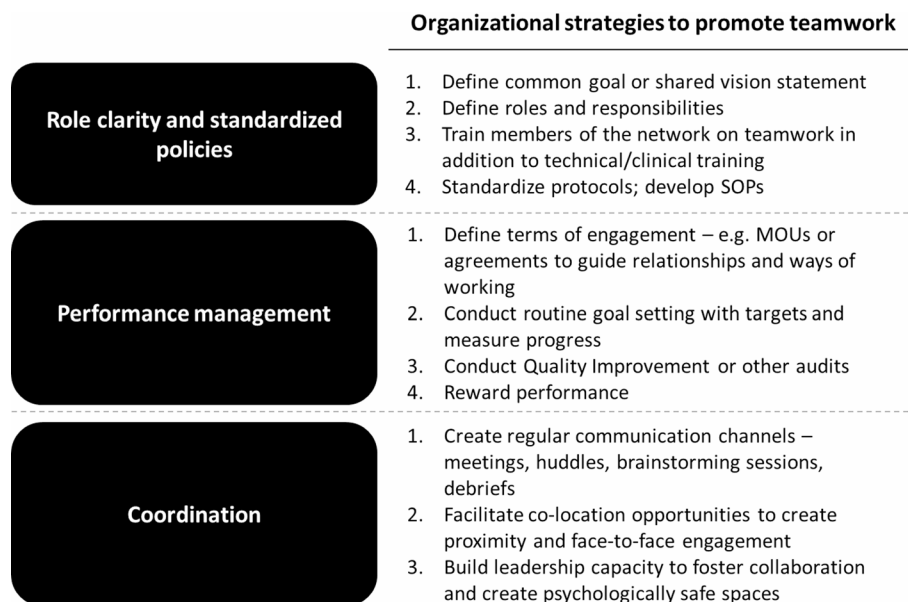 Organizational strategies to promote teamwork
Role clarity and standardized
policies
1. Define common goal or shared vision statement
2. Define roles and responsibilities
3. Train members of the network on teamwork in
addition to technical/clinical training
4. Standardize protocols; develop SOPs
Performance management
1. Define terms of engagement – e.g. MOUs or
agreements to guide relationships and ways of
working
2. Conduct routine goal setting with targets and
measure progress
3. Conduct Quality Improvement or other audits
4. Reward performance
Coordination
1. Create regular communication channels –
meetings, huddles, brainstorming sessions,
debriefs
2. Facilitate co-location opportunities to create
proximity and face-to-face engagement
3. Build leadership capacity to foster collaboration
and create psychologically safe spaces